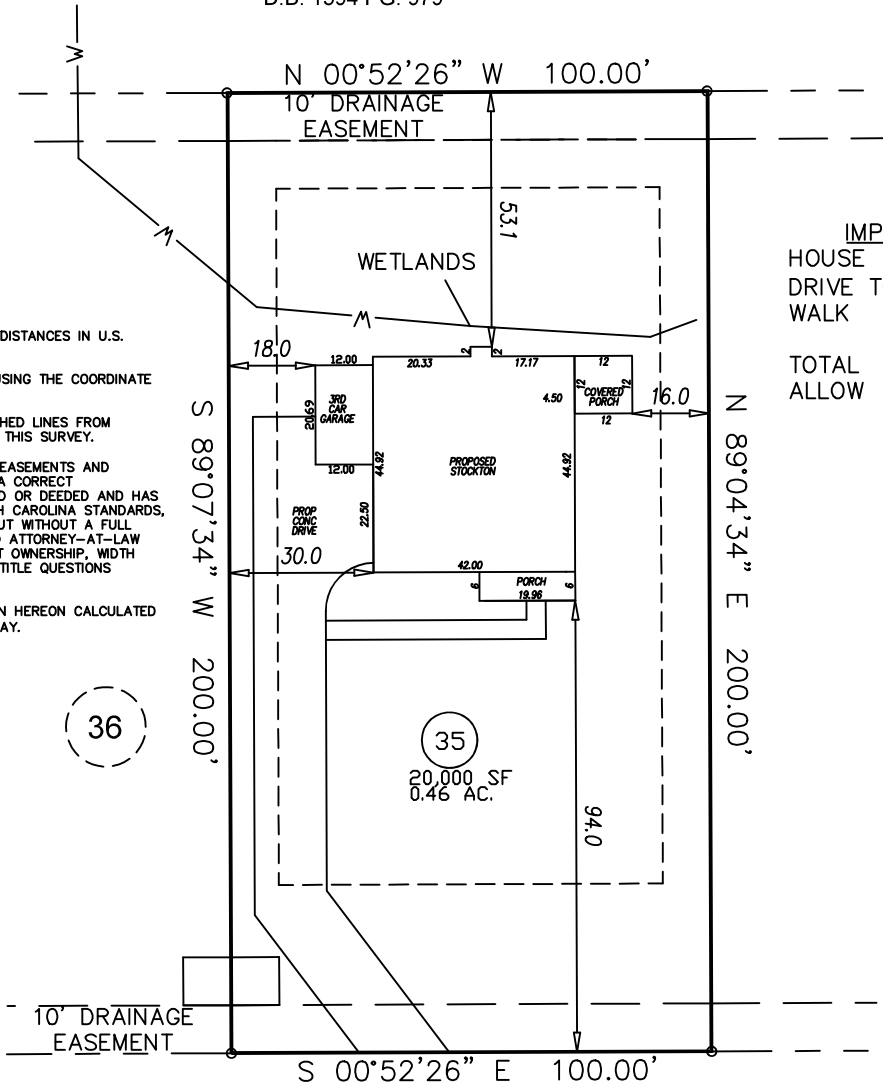 N 00°52'26" W 100.00'
10' DRAINAGE
EASEMENT
W
W
W
53.1
WETLANDS
IMP
HOUSE
DRIVE T
WALK
TOTAL
ALLOW
DISTANCES IN U.S.
USING THE COORDINATE
HED LINES FROM
THIS SURVEY.
EASEMENTS AND
A CORRECT
D OR DEEDED AND HAS
H CAROLINA STANDARDS,
UT WITHOUT A FULL
ATTORNEY-AT-LAW
T OWNERSHIP, WIDTH
TITLE QUESTIONS
N HEREON CALCULATED
AY.
18.0
12.00
20.33
2
2
17.17
12
20.69
3RD
CAR
GARAGE
12.00
44.92
22.50
PROP
CONC
DRIVE
30.0
PROPOSED
STOCKTON
4.50
44.92
12
COVERED
PORCH
12
12
16.0
42.00
6
PORCH
19.96
6
S 89°07'34" W 200.00'
N 89°04'34" E 200.00'
36
35
20,000 SF
0.46 AC.
94.0
10' DRAINAGE
EASEMENT
S 00°52'26" E 100.00'